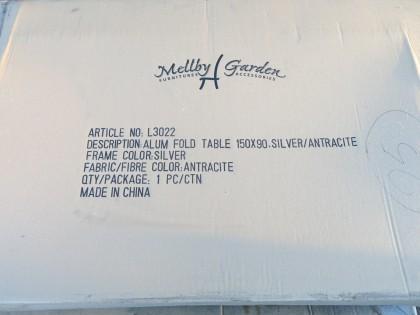 Mellby Garden
FURNITURES ACCESSORIES
ARTICLE NO: L3022
DESCRIPTION:ALUM FOLD TABLE 150X90.SILVER/ANTRACITE
FRAME COLOR:SILVER
FABRIC/FIBRE COLOR:ANTRACITE
QTY/PACKAGE: 1 PC/CTN
MADE IN CHINA